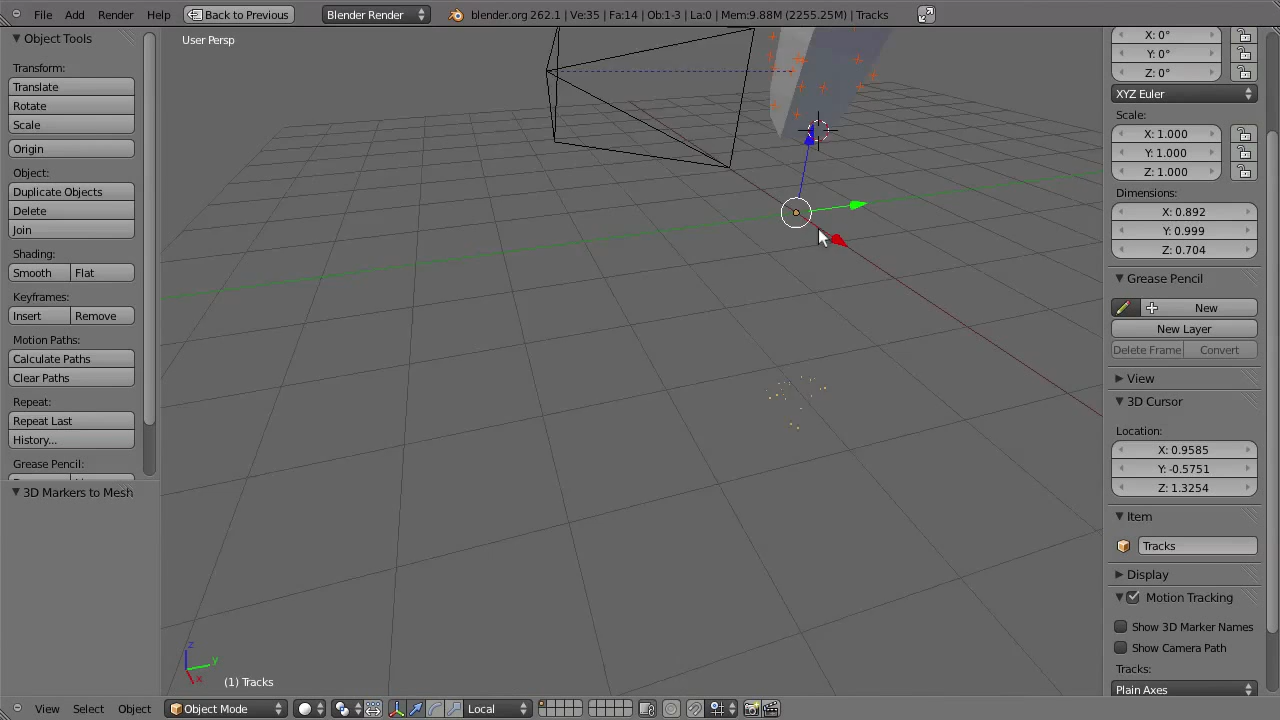 File Add Render Help Back to Previous Blender Render blender.org 262.1 | Ve:35 | Fa:14 | Ob:1-3 | La:0 | Mem:9.88M (2255.25M) | Tracks
Object Tools
Transform:
Translate
Rotate
Scale
Origin
Object:
Duplicate Objects
Delete
Join
Shading:
Smooth Flat
Keyframes:
Insert Remove
Motion Paths:
Calculate Paths
Clear Paths
Repeat:
Repeat Last
History...
Grease Pencil:
3D Markers to Mesh
User Persp
z
y
x
(1) Tracks
X: 0°
Y: 0°
Z: 0°
XYZ Euler
Scale:
X: 1.000
Y: 1.000
Z: 1.000
Dimensions:
X: 0.892
Y: 0.999
Z: 0.704
Grease Pencil
New
New Layer
Delete Frame Convert
View
3D Cursor
Location:
X: 0.9585
Y: -0.5751
Z: 1.3254
Item
Tracks
Display
Motion Tracking
Show 3D Marker Names
Show Camera Path
Tracks:
Plain Axes
View Select Object Object Mode Local